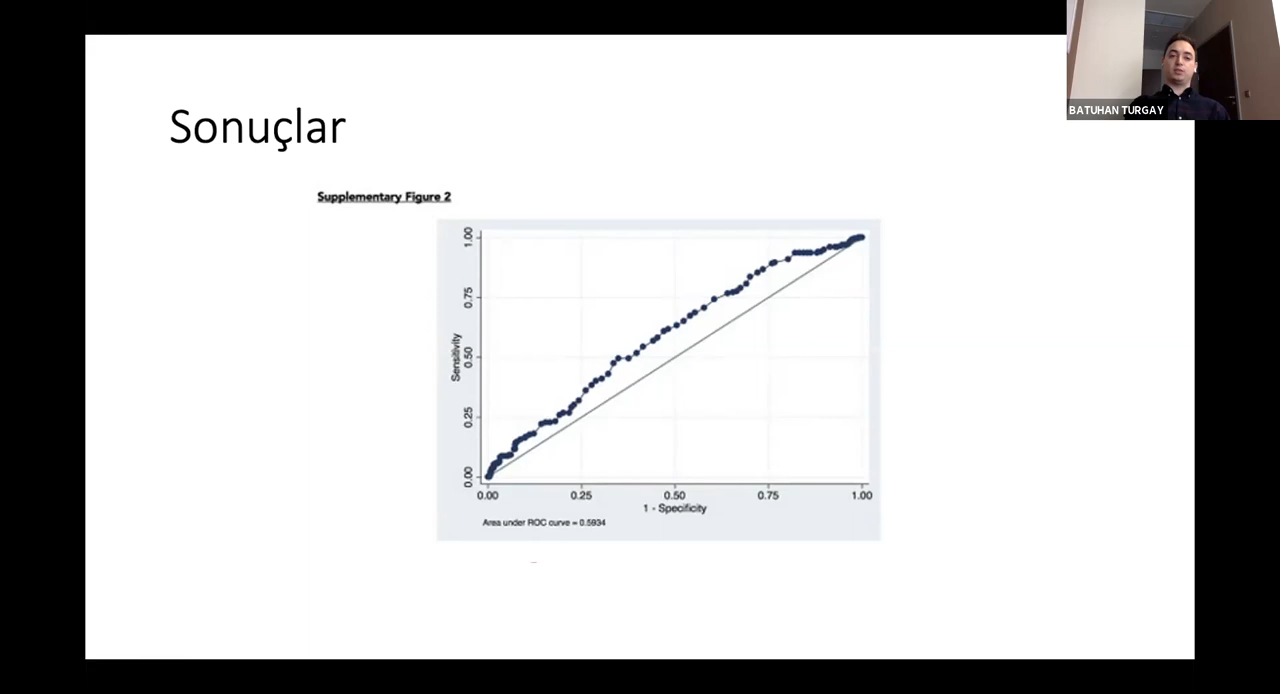 BATUHAN TURGAY
Sonuçlar
Supplementary Figure 2
1.00
0.75
0.50
0.25
0.00
Sensitivity
0.00 0.25 0.50 0.75 1.00
1 - Specificity
Area under ROC curve = 0.5934